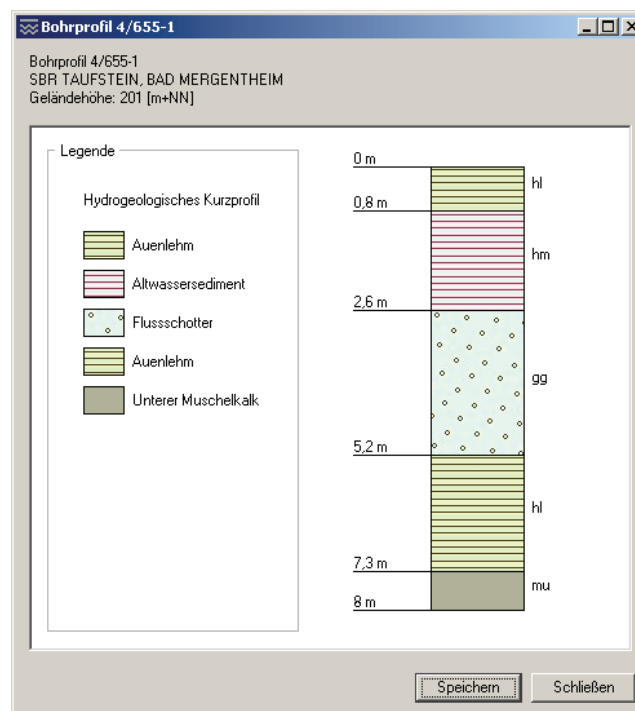 Bohrprofil 4/655-1
Bohrprofil 4/655-1
SBR TAUFSTEIN, BAD MERGENTHEIM
Geländehöhe: 201 [m+NN]
Legende
Hydrogeologisches Kurzprofil
Auenlehm
Altwassersediment
Flussschotter
Auenlehm
Unterer Muschelkalk
0 m
hl
0,8 m
hm
2,6 m
gg
5,2 m
hl
7,3 m
mu
8 m
Speichern
Schließen